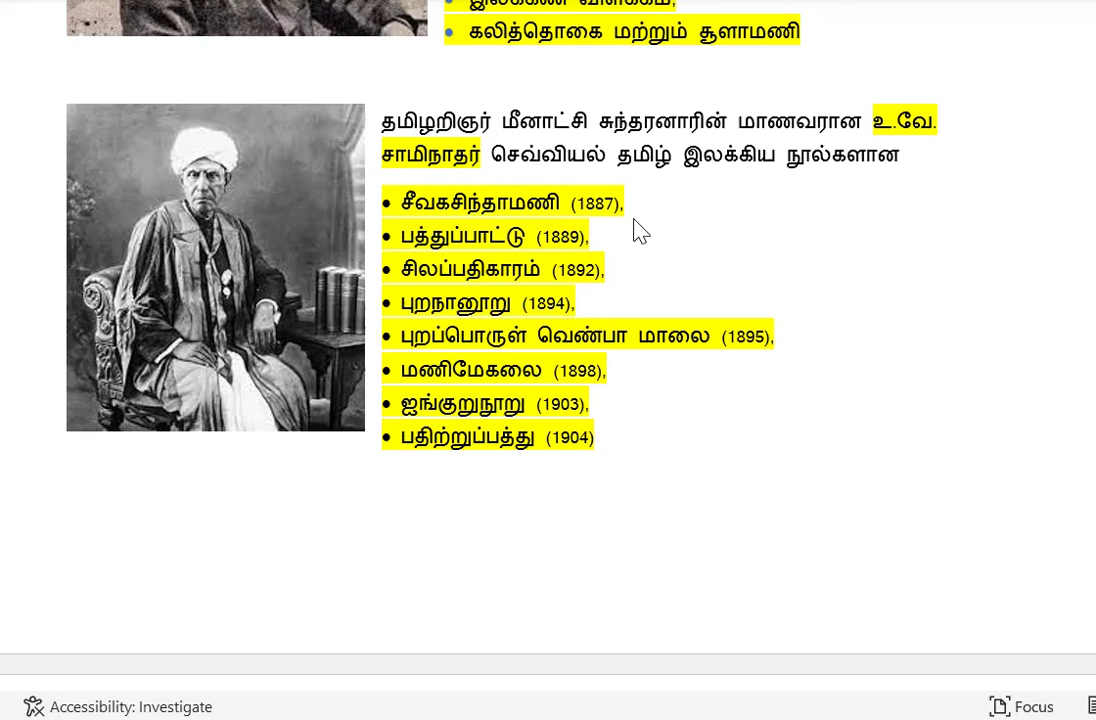 கலித்தொகை மற்றும் சூளாமணி
தமிழறிஞர் மீனாட்சி சுந்தரனாரின் மாணவரான உ.வே.
சாமிநாதர் செவ்வியல் தமிழ் இலக்கிய நூல்களான
• சீவகசிந்தாமணி (1887),
• பத்துப்பாட்டு (1889),
• சிலப்பதிகாரம் (1892),
• புறநானூறு (1894),
• புறப்பொருள் வெண்பா மாலை (1895),
• மணிமேகலை (1898),
• ஐங்குறுநூறு (1903),
• பதிற்றுப்பத்து (1904)
Accessibility: Investigate
Focus